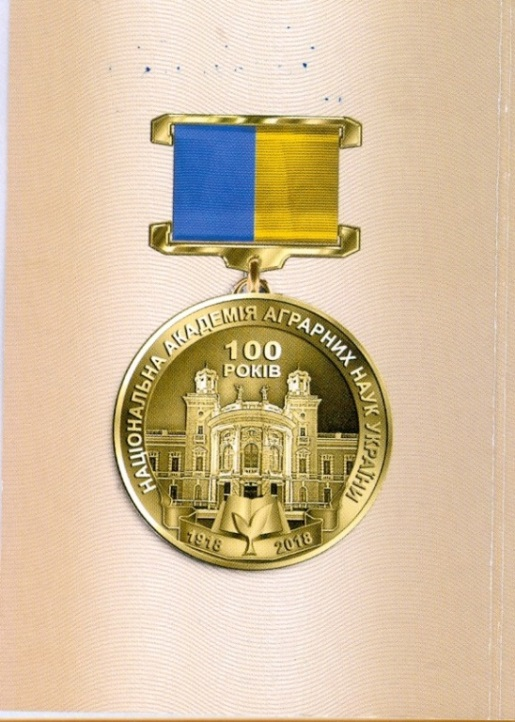 НАЦІОНАЛЬНА АКАДЕМІЯ АГРАРНИХ НАУК УКРАЇНИ
100
РОКІВ
1918 2018